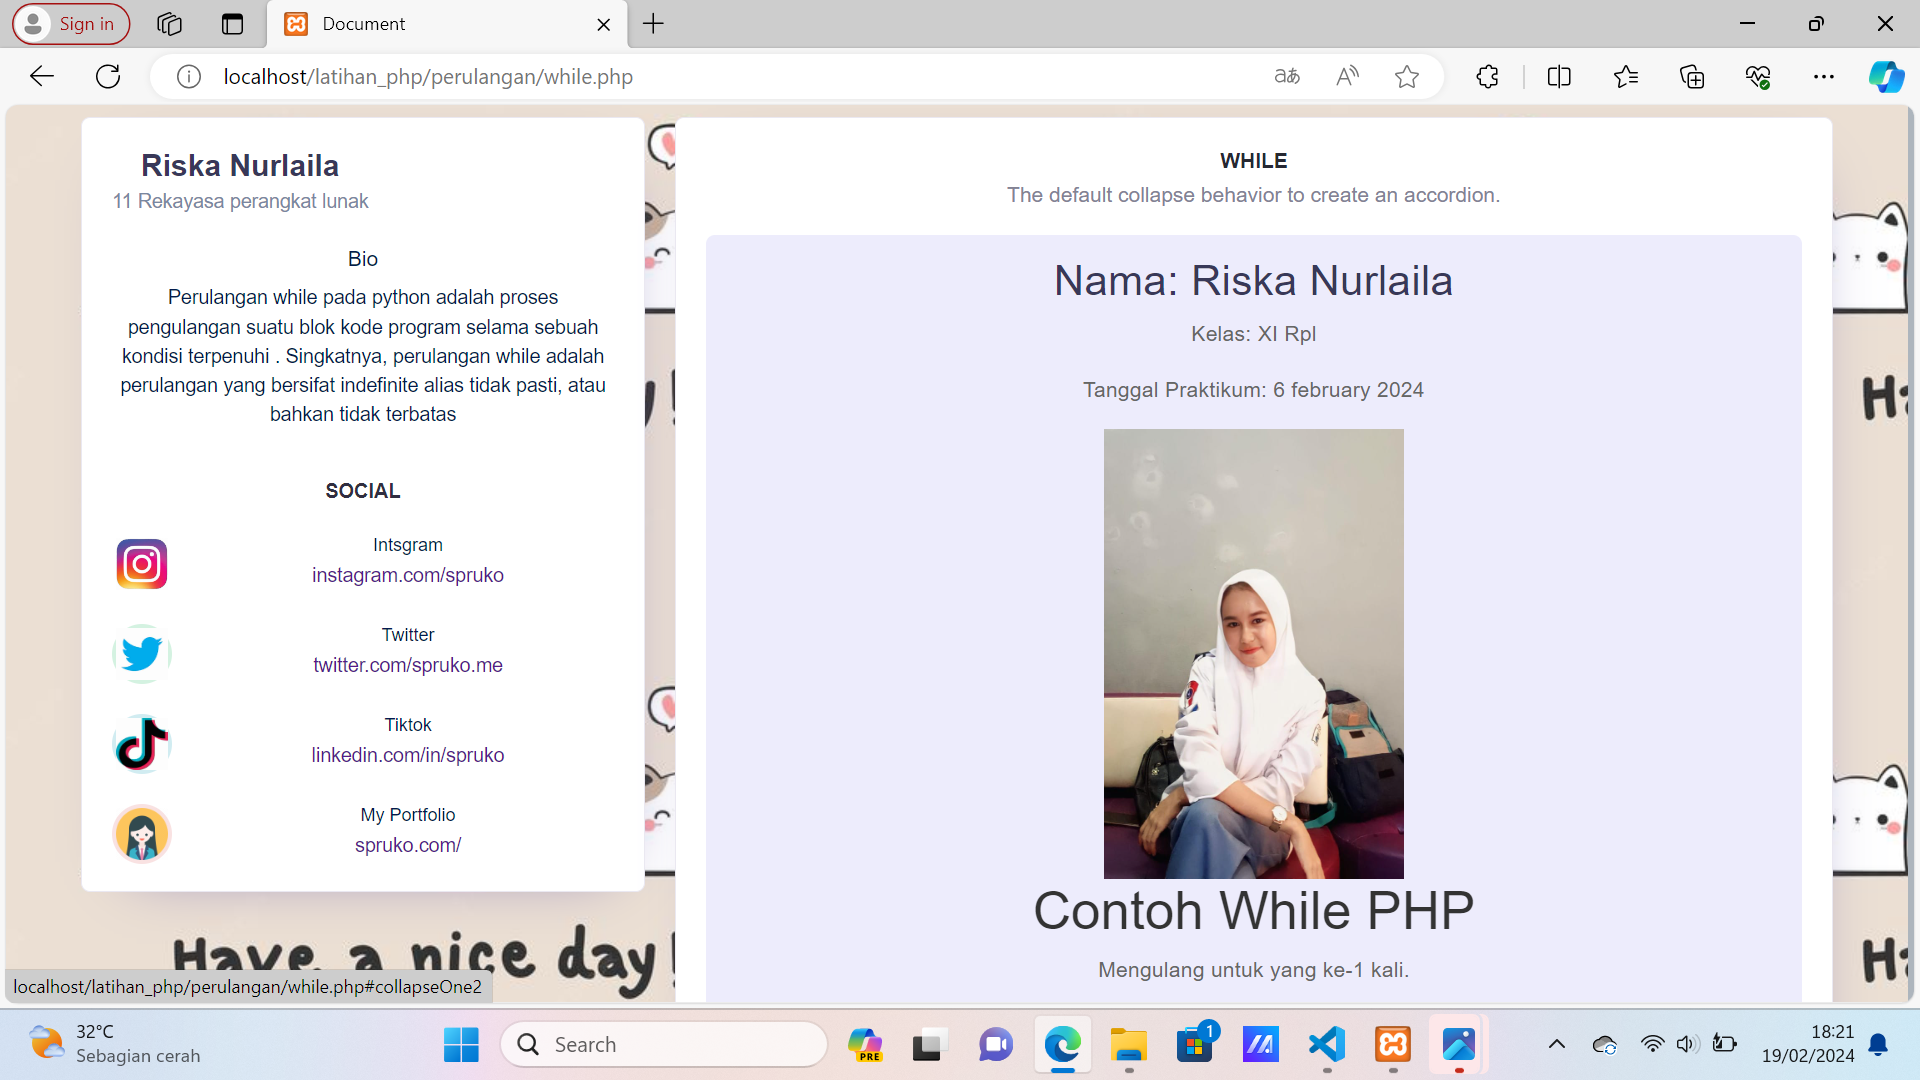 Sign in
Document
localhost/latihan_php/perulangan/while.php
Riska Nurlaila
11 Rekayasa perangkat lunak
Bio
Perulangan while pada python adalah proses
pengulangan suatu blok kode program selama sebuah
kondisi terpenuhi . Singkatnya, perulangan while adalah
perulangan yang bersifat indefinite alias tidak pasti, atau
bahkan tidak terbatas
SOCIAL
Intsgram
instagram.com/spruko
Twitter
twitter.com/spruko.me
Tiktok
linkedin.com/in/spruko
My Portfolio
spruko.com/
WHILE
The default collapse behavior to create an accordion.
Nama: Riska Nurlaila
Kelas: XI Rpl
Tanggal Praktikum: 6 february 2024
Contoh While PHP
Mengulang untuk yang ke-1 kali.
Have a nice day!
Ha
Ha
localhost/latihan_php/perulangan/while.php#collapseOne2
32°C
Sebagian cerah
Search
PRE
1
18:21
19/02/2024